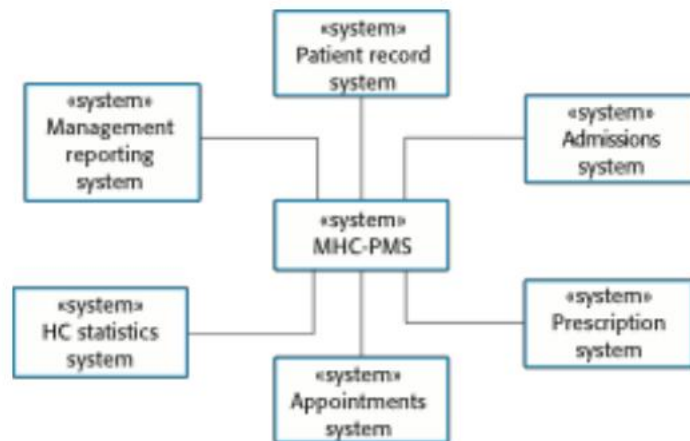 «system»
Patient record
system
«system»
Management
reporting
system
«system»
Admissions
system
«system»
MHC-PMS
«system»
HC statistics
system
«system»
Prescription
system
«system»
Appointments
system